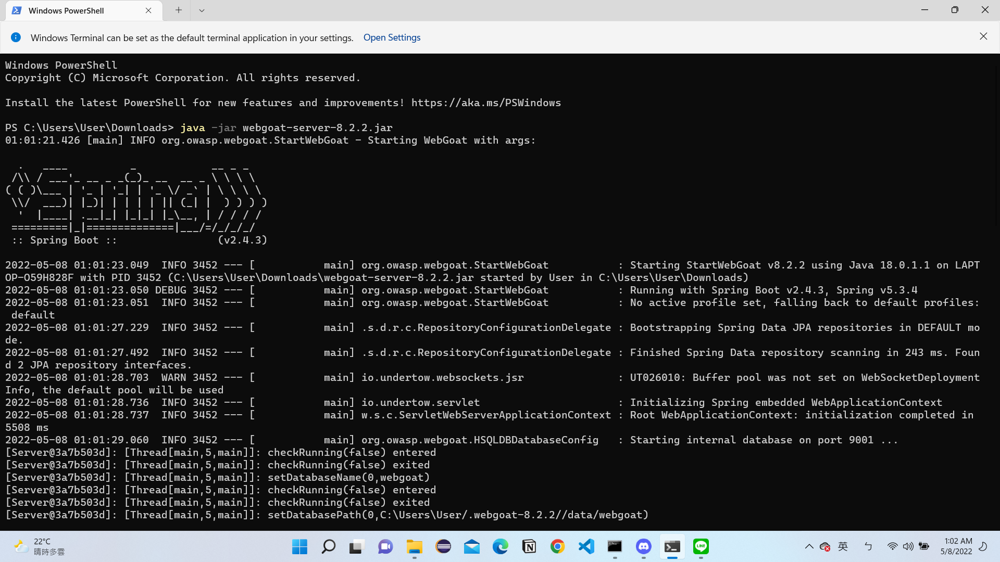 Windows PowerShell
Windows Terminal can be set as the default terminal application in your settings. Open Settings
Windows PowerShell
Copyright (C) Microsoft Corporation. All rights reserved.
Install the latest PowerShell for new features and improvements! https://aka.ms/PSWindows
PS C:\Users\User\Downloads> java -jar webgoat-server-8.2.2.jar
01:01:21.426 [main] INFO org.owasp.webgoat.StartWebGoat - Starting WebGoat with args:
  .   ____          _            __ _ _
 /\\ / ___'_ __ _ _(_)_ __  __ _ \ \ \ \
( ( )\___ | '_ | '_| | '_ \/ _` | \ \ \ \
 \\/  ___)| |_)| | | | | || (_| |  ) ) ) )
  '  |____| .__|_| |_|_| |_\__, | / / / /
 =========|_|==============|___/=/_/_/_/
 :: Spring Boot ::                (v2.4.3)
2022-05-08 01:01:23.049  INFO 3452 --- [           main] org.owasp.webgoat.StartWebGoat           : Starting StartWebGoat v8.2.2 using Java 18.0.1.1 on LAPT
OP-O59H828F with PID 3452 (C:\Users\User\Downloads\webgoat-server-8.2.2.jar started by User in C:\Users\User\Downloads)
2022-05-08 01:01:23.050 DEBUG 3452 --- [           main] org.owasp.webgoat.StartWebGoat           : Running with Spring Boot v2.4.3, Spring v5.3.4
2022-05-08 01:01:23.051  INFO 3452 --- [           main] org.owasp.webgoat.StartWebGoat           : No active profile set, falling back to default profiles:
 default
2022-05-08 01:01:27.229  INFO 3452 --- [           main] .s.d.r.c.RepositoryConfigurationDelegate : Bootstrapping Spring Data JPA repositories in DEFAULT mo
de.
2022-05-08 01:01:27.492  INFO 3452 --- [           main] .s.d.r.c.RepositoryConfigurationDelegate : Finished Spring Data repository scanning in 243 ms. Foun
d 2 JPA repository interfaces.
2022-05-08 01:01:28.703  WARN 3452 --- [           main] io.undertow.websockets.jsr               : UT026010: Buffer pool was not set on WebSocketDeployment
Info, the default pool will be used
2022-05-08 01:01:28.736  INFO 3452 --- [           main] io.undertow.servlet                      : Initializing Spring embedded WebApplicationContext
2022-05-08 01:01:28.737  INFO 3452 --- [           main] w.s.c.ServletWebServerApplicationContext : Root WebApplicationContext: initialization completed in
5508 ms
2022-05-08 01:01:29.060  INFO 3452 --- [           main] org.owasp.webgoat.HSQLDBDatabaseConfig   : Starting internal database on port 9001 ...
[Server@3a7b503d]: [Thread[main,5,main]]: checkRunning(false) entered
[Server@3a7b503d]: [Thread[main,5,main]]: checkRunning(false) exited
[Server@3a7b503d]: [Thread[main,5,main]]: setDatabaseName(0,webgoat)
[Server@3a7b503d]: [Thread[main,5,main]]: checkRunning(false) entered
[Server@3a7b503d]: [Thread[main,5,main]]: checkRunning(false) exited
[Server@3a7b503d]: [Thread[main,5,main]]: setDatabasePath(0,C:\Users\User/.webgoat-8.2.2//data/webgoat)
22°C
晴時多雲
LINE
英
ㄅ
1:02 AM
5/8/2022